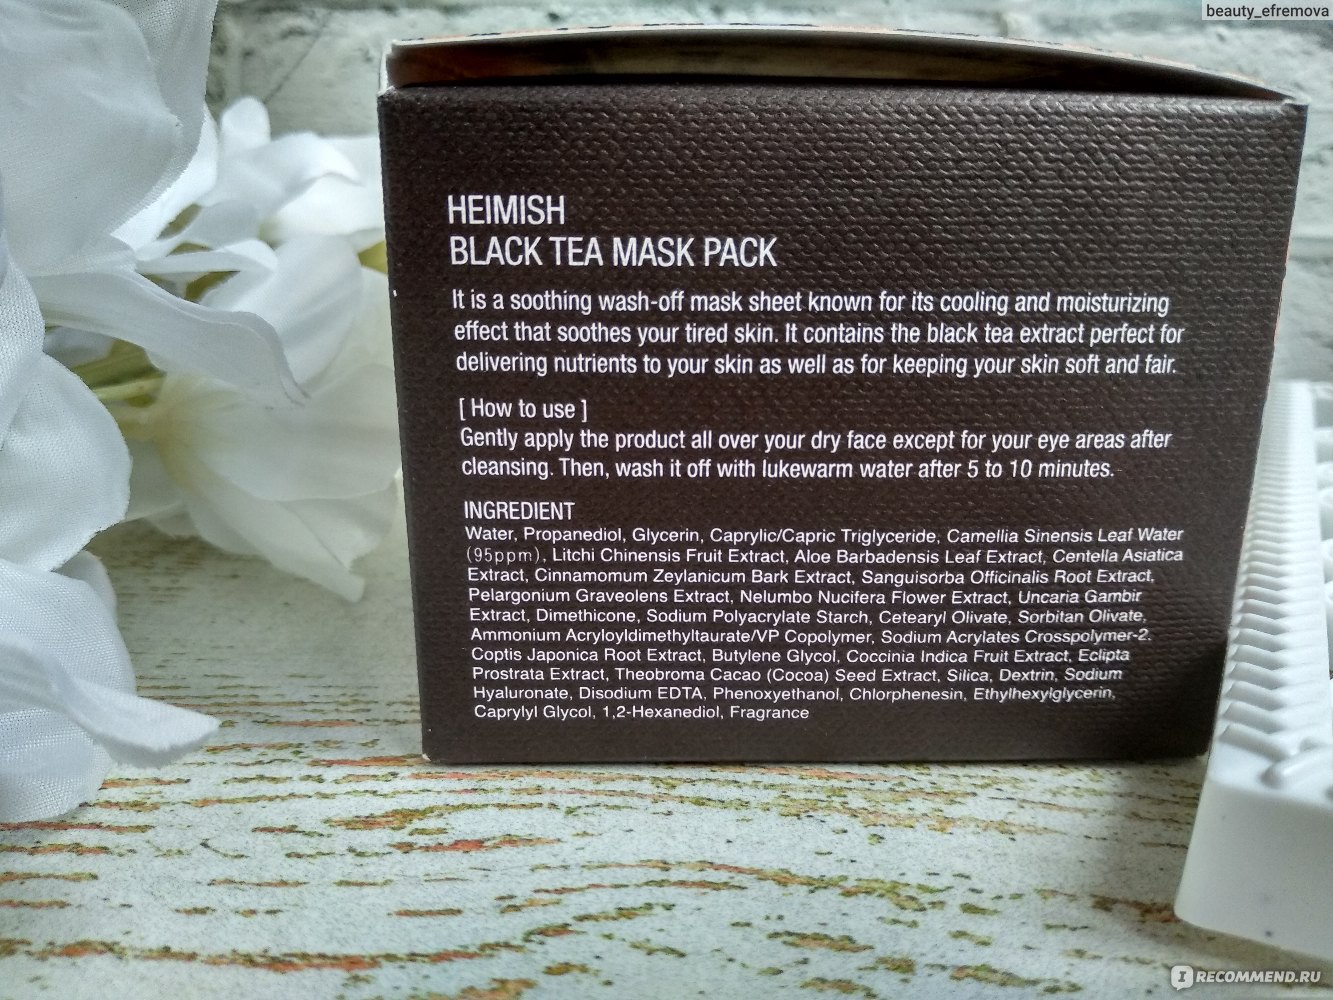 beauty_efremova
HEIMISH
BLACK TEA MASK PACK
It is a soothing wash-off mask sheet known for its cooling and moisturizing
effect that soothes your tired skin. It contains the black tea extract perfect for
delivering nutrients to your skin as well as for keeping your skin soft and fair.
[ How to use ]
Gently apply the product all over your dry face except for your eye areas after
cleansing. Then, wash it off with lukewarm water after 5 to 10 minutes.
INGREDIENT
Water, Propanediol, Glycerin, Caprylic/Capric Triglyceride, Camellia Sinensis Leaf Water
(95ppm), Litchi Chinensis Fruit Extract, Aloe Barbadensis Leaf Extract, Centella Asiatica
Extract, Cinnamomum Zeylanicum Bark Extract, Sanguisorba Officinalis Root Extract,
Pelargonium Graveolens Extract, Nelumbo Nucifera Flower Extract, Uncaria Gambir
Extract, Dimethicone, Sodium Polyacrylate Starch, Cetearyl Olivate, Sorbitan Olivate,
Ammonium Acryloyldimethyltaurate/VP Copolymer, Sodium Acrylates Crosspolymer-2,
Coptis Japonica Root Extract, Butylene Glycol, Coccinia Indica Fruit Extract, Eclipta
Prostrata Extract, Theobroma Cacao (Cocoa) Seed Extract, Silica, Dextrin, Sodium
Hyaluronate, Disodium EDTA, Phenoxyethanol, Chlorphenesin, Ethylhexylglycerin,
Caprylyl Glycol, 1,2-Hexanediol, Fragrance
IRECOMMEND.RU